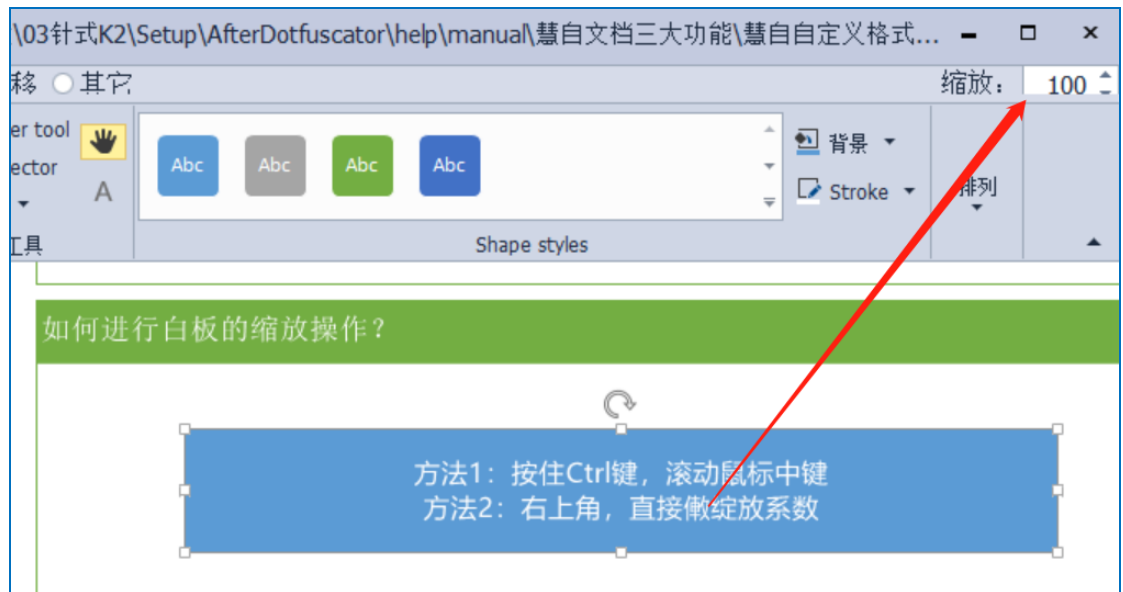 \03针式K2\Setup\AfterDotfuscator\help\manual\慧自文档三大功能\慧自自定义格式...
移 其它 缩放： 100
er tool
ector
A
Abc Abc Abc Abc
背景
Stroke
排列
工具
Shape styles
如何进行白板的缩放操作？
方法1：按住Ctrl键，滚动鼠标中键
方法2：右上角，直接僌绽放系数